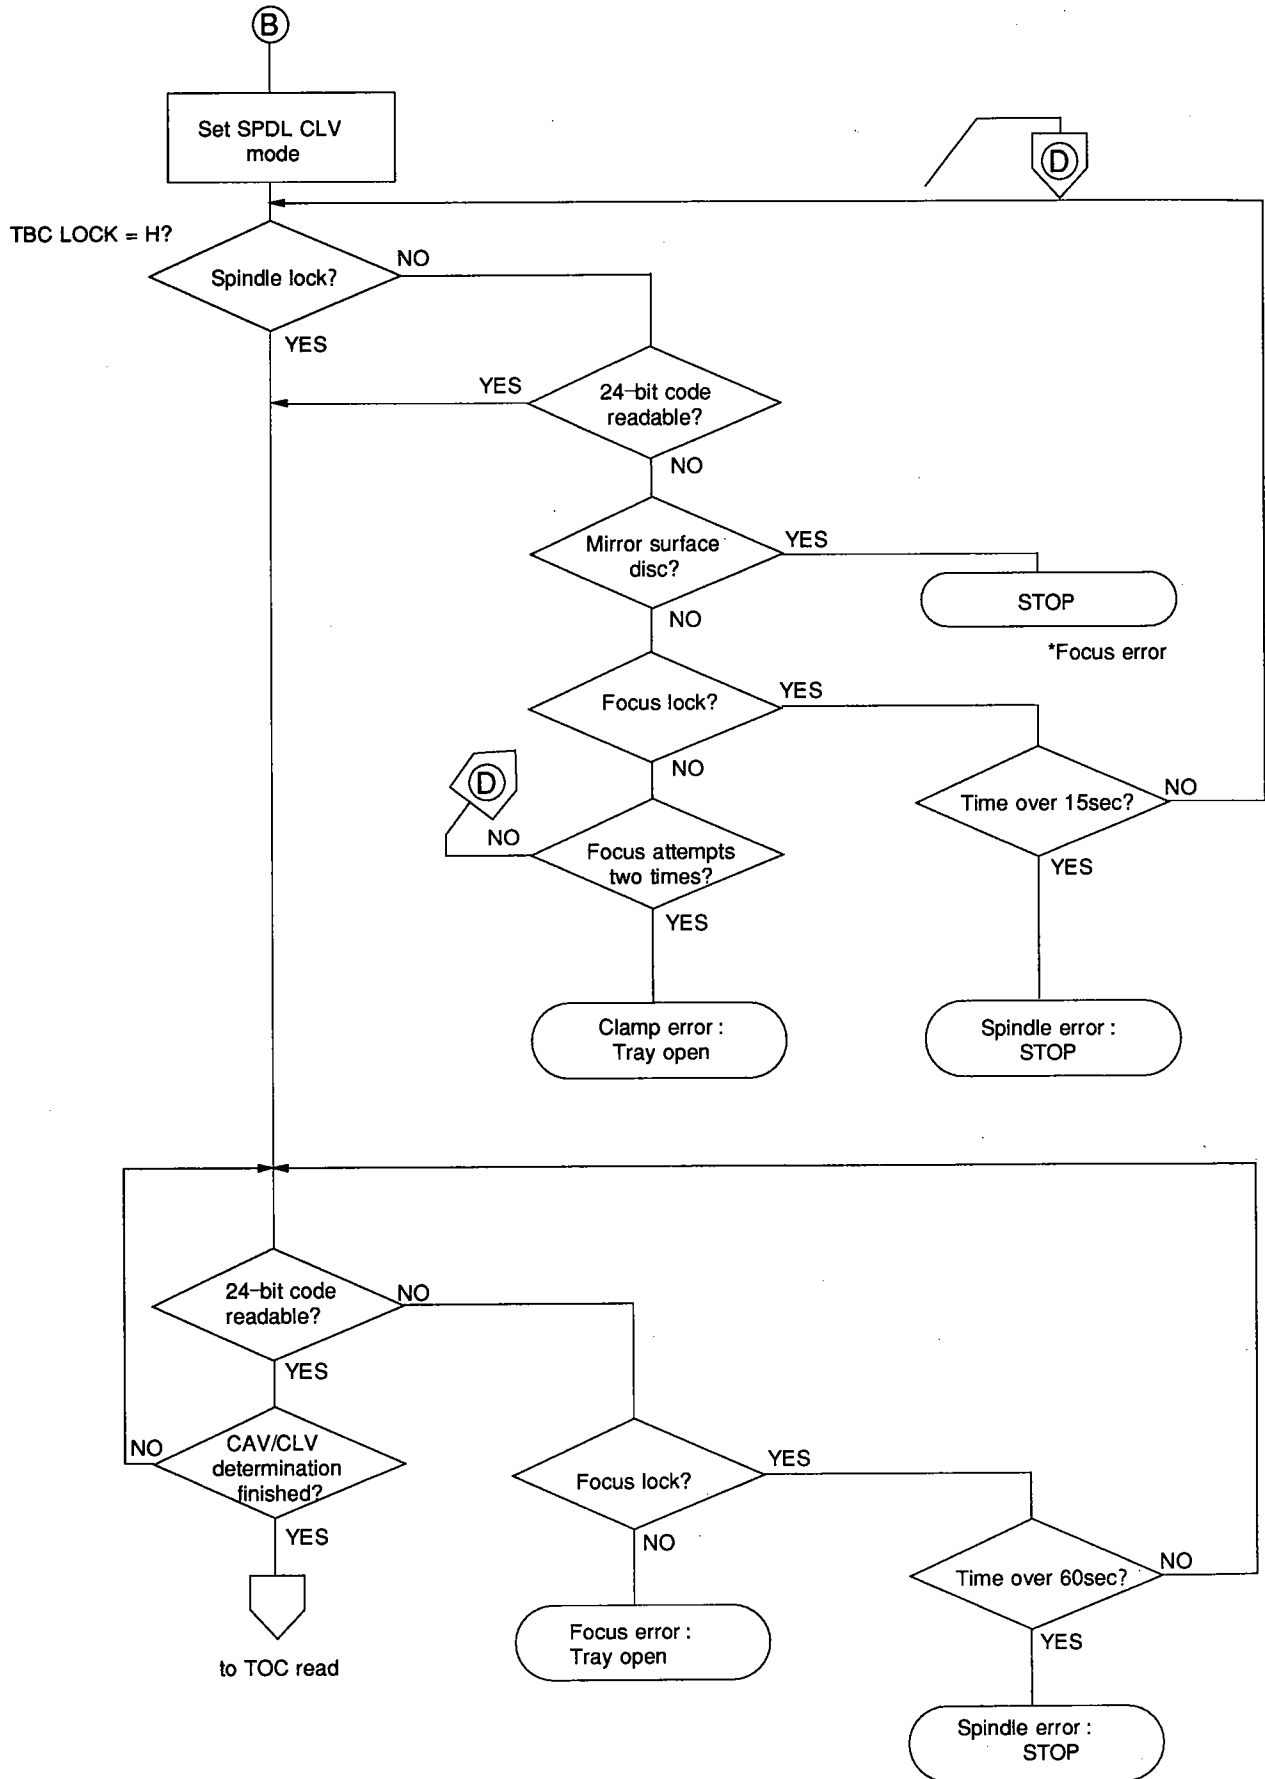 B
Set SPDL CLV
mode
D
TBC LOCK = H?
Spindle lock?
NO
YES
24-bit code
readable?
YES
NO
Mirror surface
disc?
YES
NO
STOP
*Focus error
Focus lock?
YES
NO
D
NO
Focus attempts
two times?
YES
Time over 15sec?
NO
YES
Clamp error :
Tray open
Spindle error :
STOP
24-bit code
readable?
NO
YES
NO
CAV/CLV
determination
finished?
YES
Focus lock?
YES
NO
Time over 60sec?
NO
YES
to TOC read
Focus error :
Tray open
Spindle error :
STOP